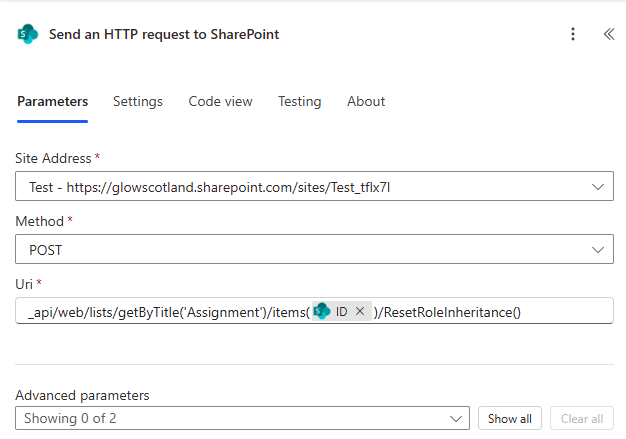 Send an HTTP request to SharePoint
Parameters Settings Code view Testing About
Site Address *
Test - https://glowscotland.sharepoint.com/sites/Test_tflx7l
Method *
POST
Uri *
_api/web/lists/getByTitle('Assignment')/items( ID × )/ResetRoleInheritance()
Advanced parameters
Showing 0 of 2 Show all Clear all